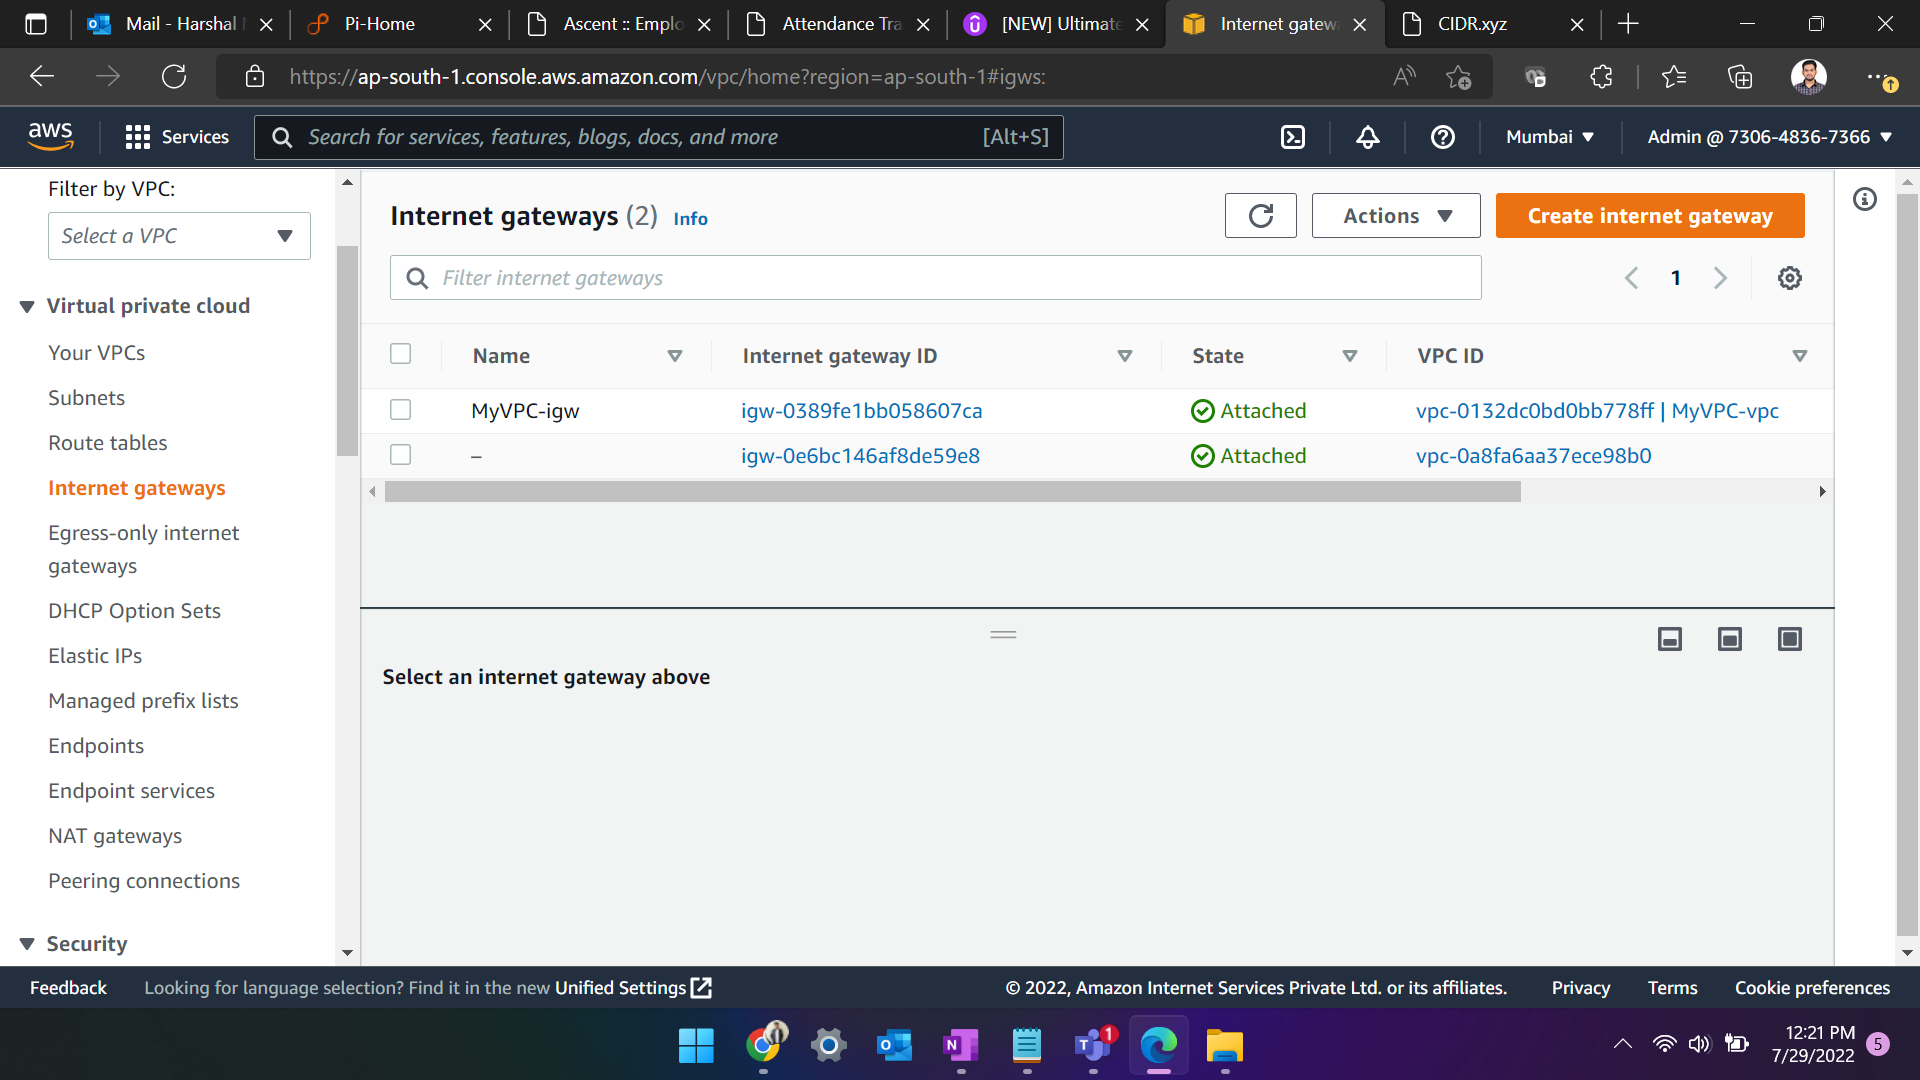 Mail - Harshal
Pi-Home
Ascent :: Emplo
Attendance Tra
[NEW] Ultimate
Internet gatew
CIDR.xyz
https://ap-south-1.console.aws.amazon.com/vpc/home?region=ap-south-1#igws:
aws
Services
Search for services, features, blogs, docs, and more
[Alt+S]
Mumbai
Admin @ 7306-4836-7366
Filter by VPC:
Select a VPC
Virtual private cloud
Your VPCs
Subnets
Route tables
Internet gateways
Egress-only internet
gateways
DHCP Option Sets
Elastic IPs
Managed prefix lists
Endpoints
Endpoint services
NAT gateways
Peering connections
Security
Internet gateways (2) Info
Actions
Create internet gateway
Filter internet gateways
1
Name Internet gateway ID State VPC ID
MyVPC-igw igw-0389fe1bb058607ca Attached vpc-0132dc0bd0bb778ff | MyVPC-vpc
– igw-0e6bc146af8de59e8 Attached vpc-0a8fa6aa37ece98b0
Select an internet gateway above
Feedback
Looking for language selection? Find it in the new Unified Settings
© 2022, Amazon Internet Services Private Ltd. or its affiliates.
Privacy
Terms
Cookie preferences
1
12:21 PM
7/29/2022
5